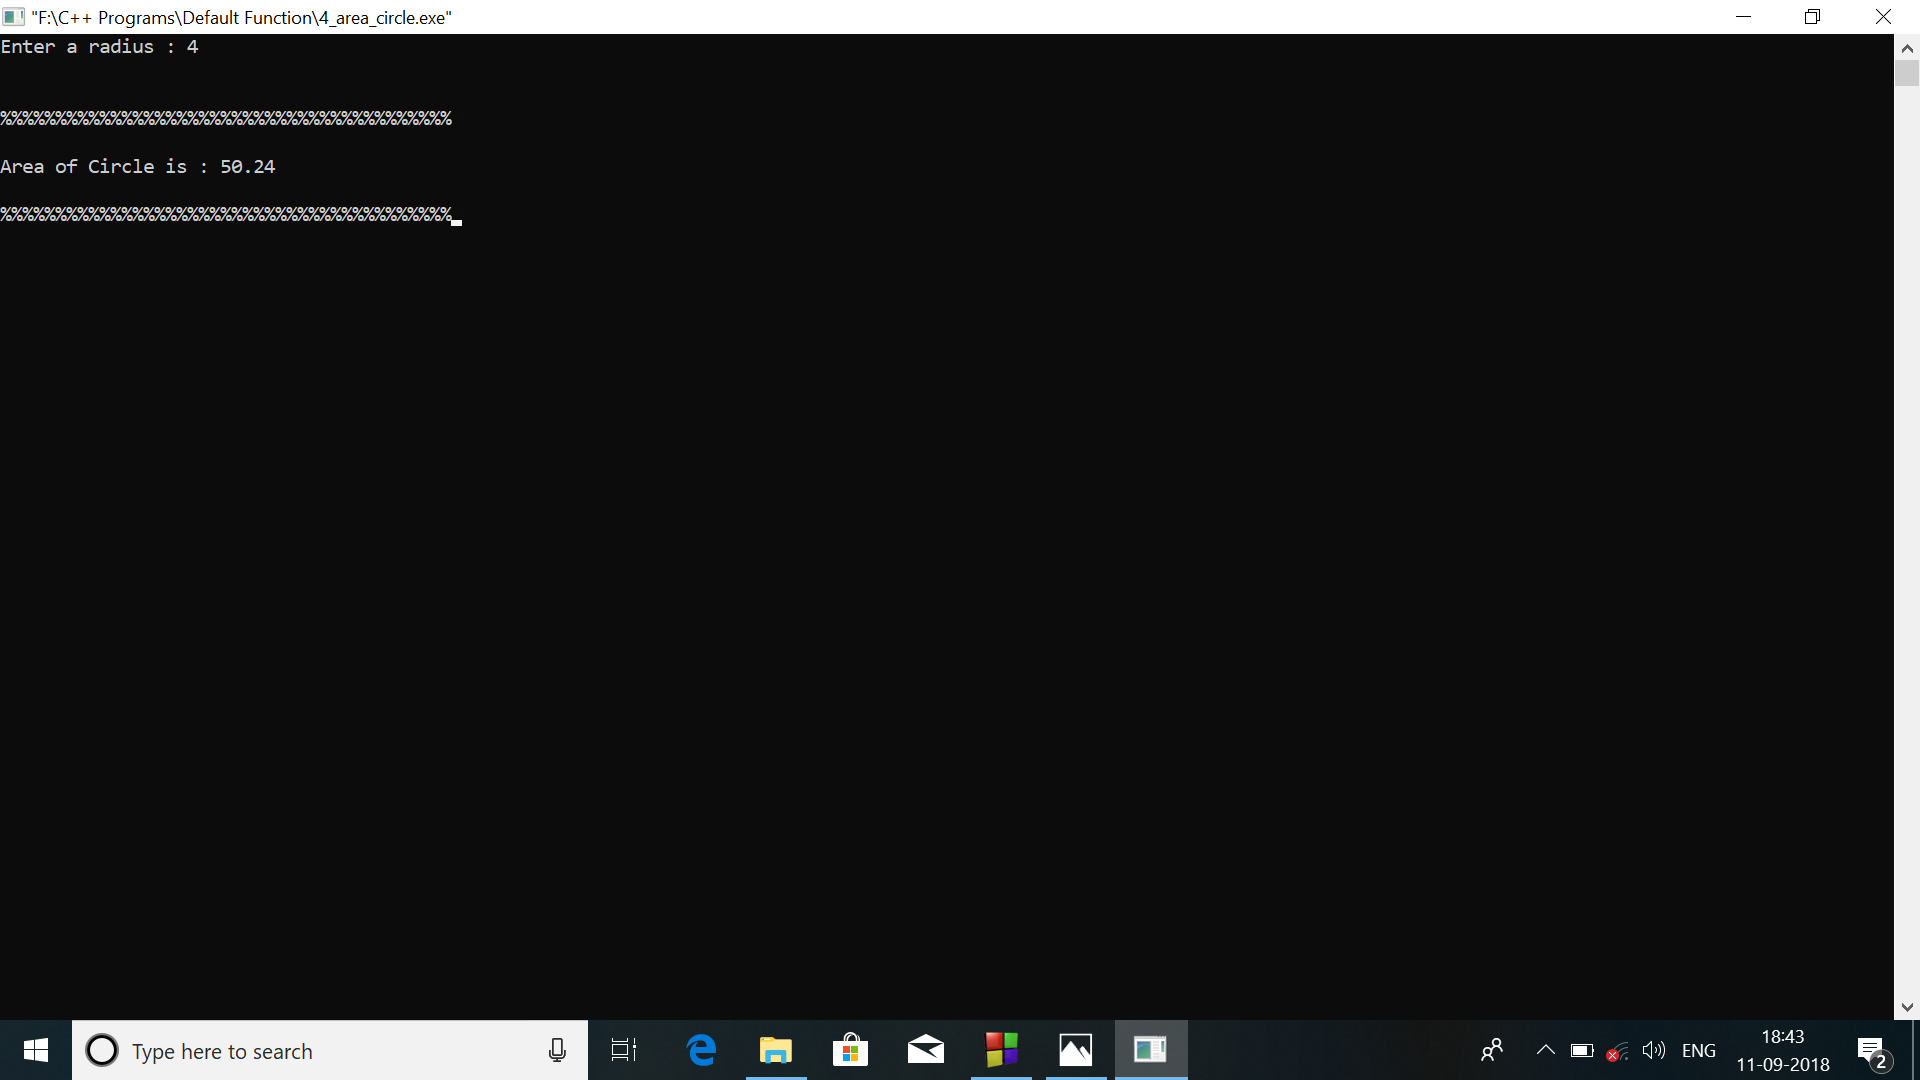 "F:\C++ Programs\Default Function\4_area_circle.exe"
Enter a radius : 4
%%%%%%%%%%%%%%%%%%%%%%%%%%%%%%%%%%%%%%%%%
Area of Circle is : 50.24
%%%%%%%%%%%%%%%%%%%%%%%%%%%%%%%%%%%%%%%%%
Type here to search
ENG
18:43
11-09-2018
2